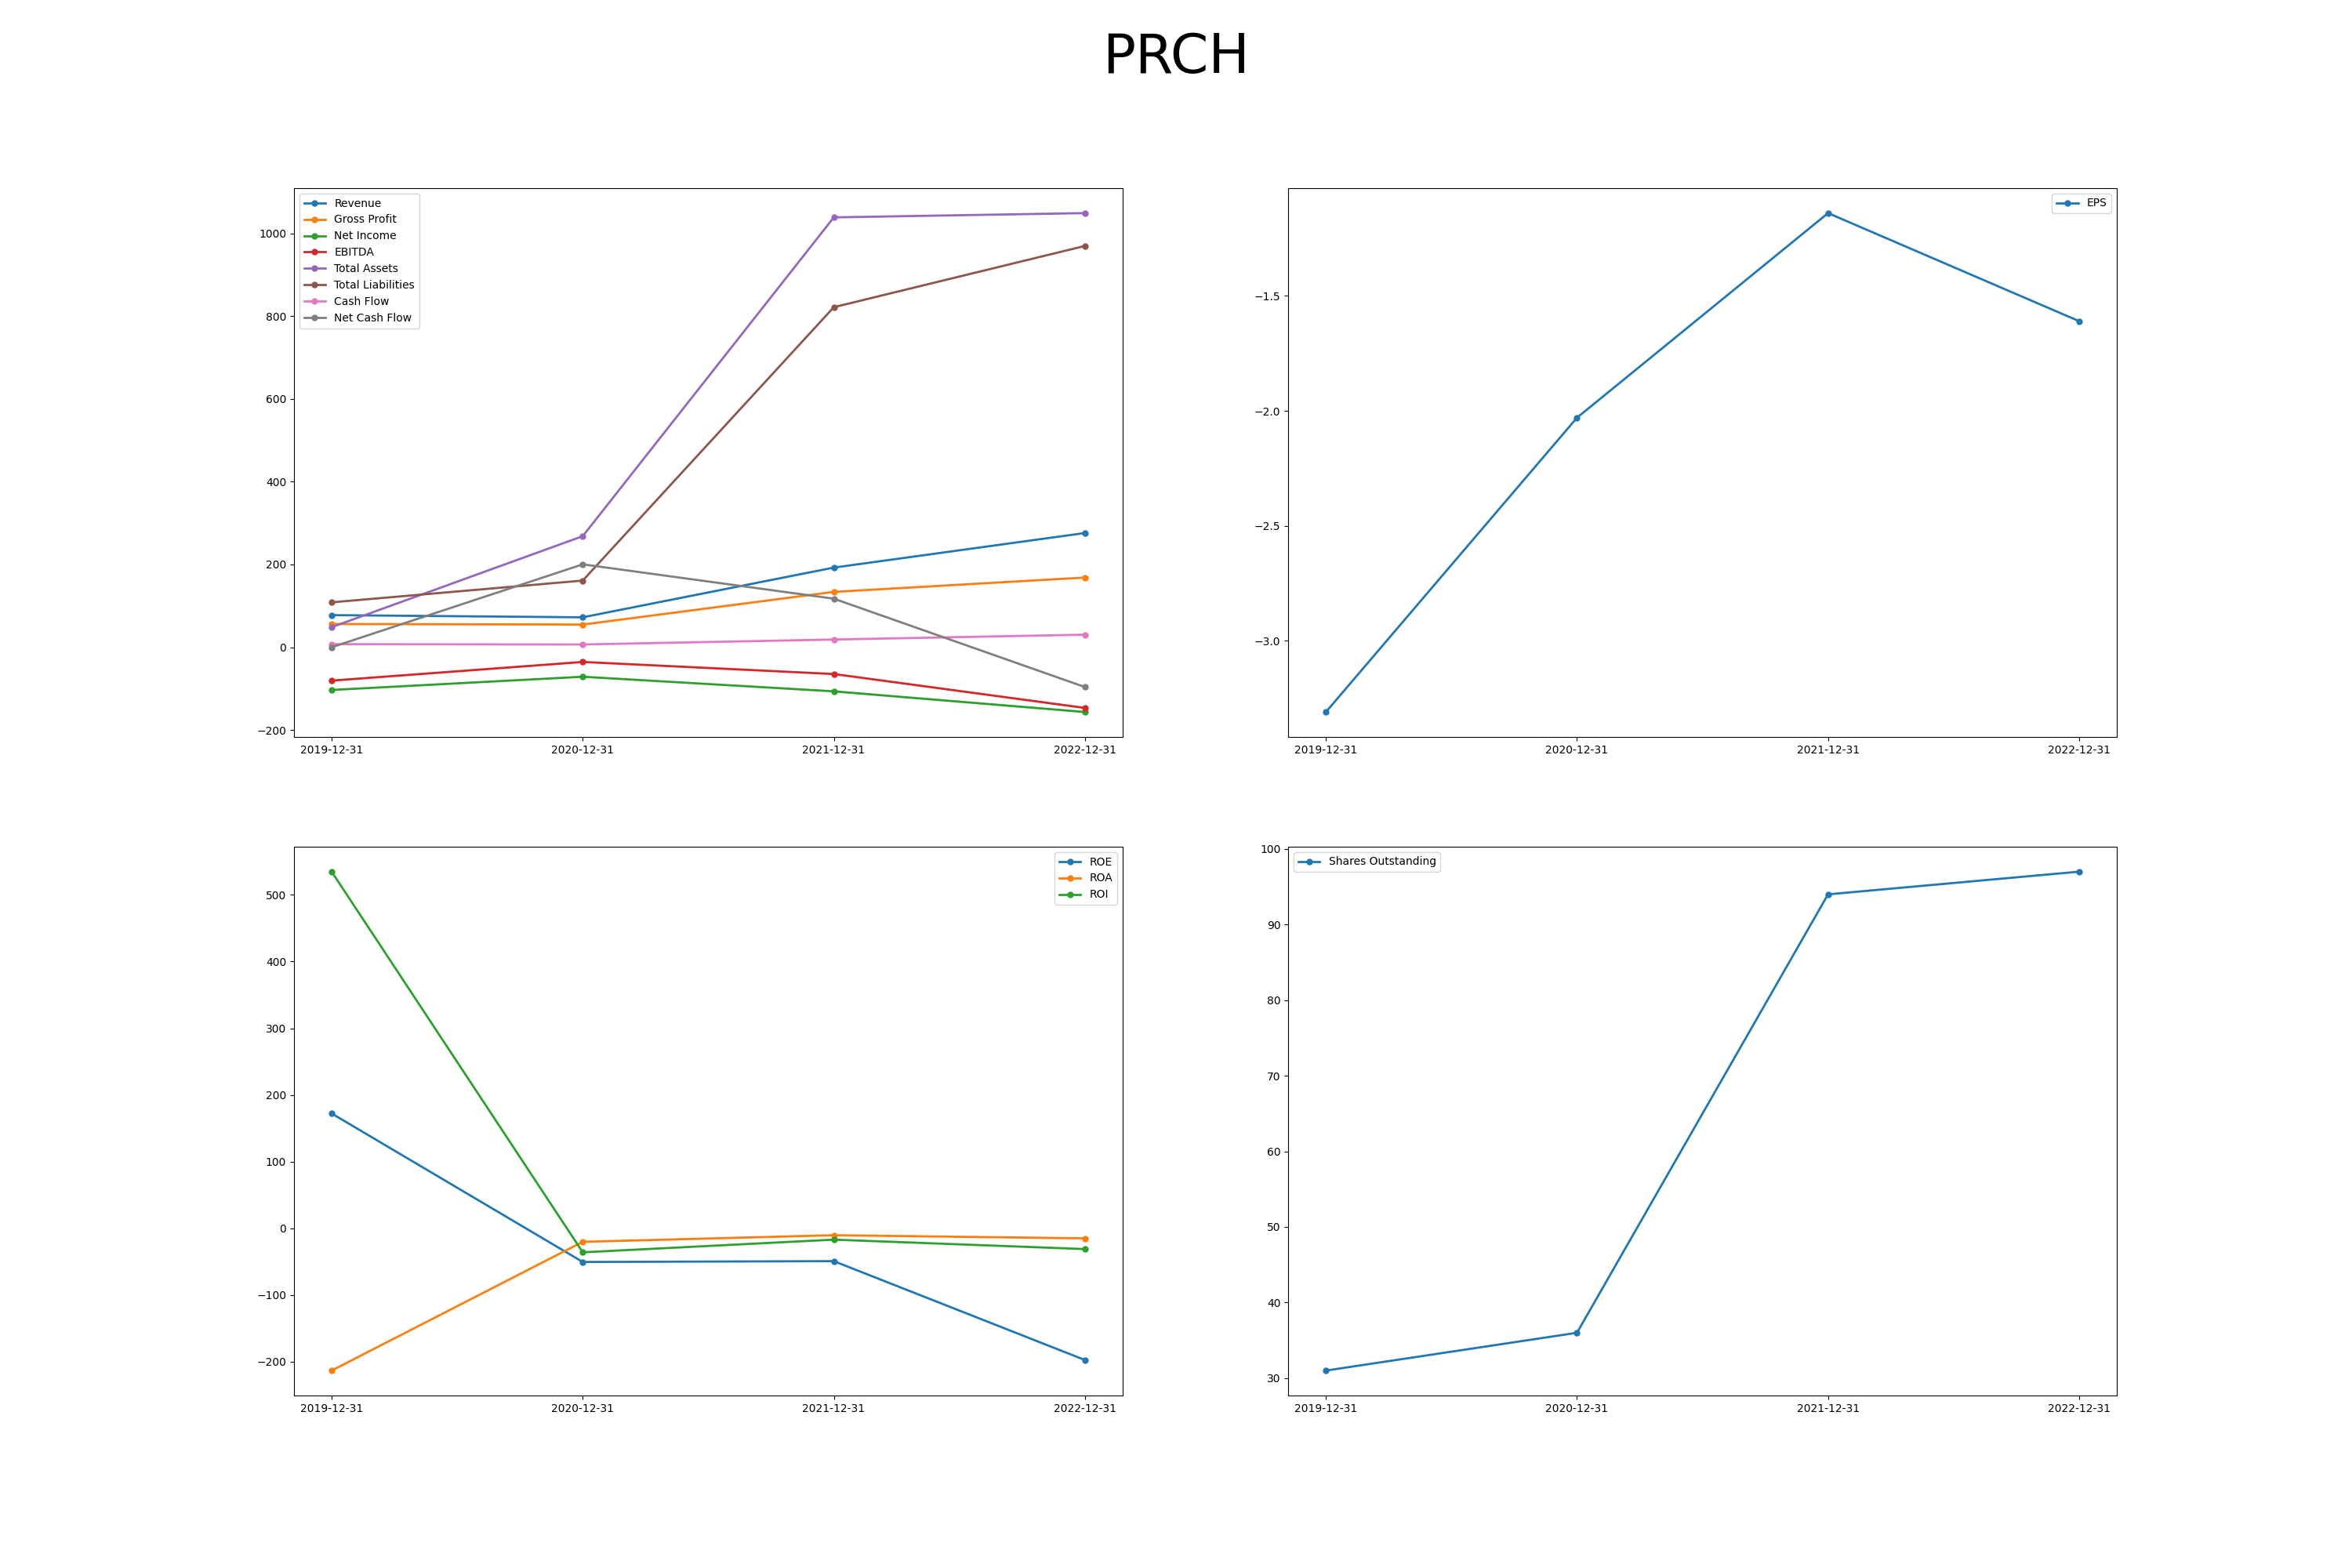 PRCH
Revenue
Gross Profit
Net Income
EBITDA
Total Assets
Total Liabilities
Cash Flow
Net Cash Flow
1000
800
600
400
200
0
−200
2019-12-31 2020-12-31 2021-12-31 2022-12-31
EPS
−1.5
−2.0
−2.5
−3.0
2019-12-31 2020-12-31 2021-12-31 2022-12-31
ROE
ROA
ROI
500
400
300
200
100
0
−100
−200
2019-12-31 2020-12-31 2021-12-31 2022-12-31
Shares Outstanding
100
90
80
70
60
50
40
30
2019-12-31 2020-12-31 2021-12-31 2022-12-31